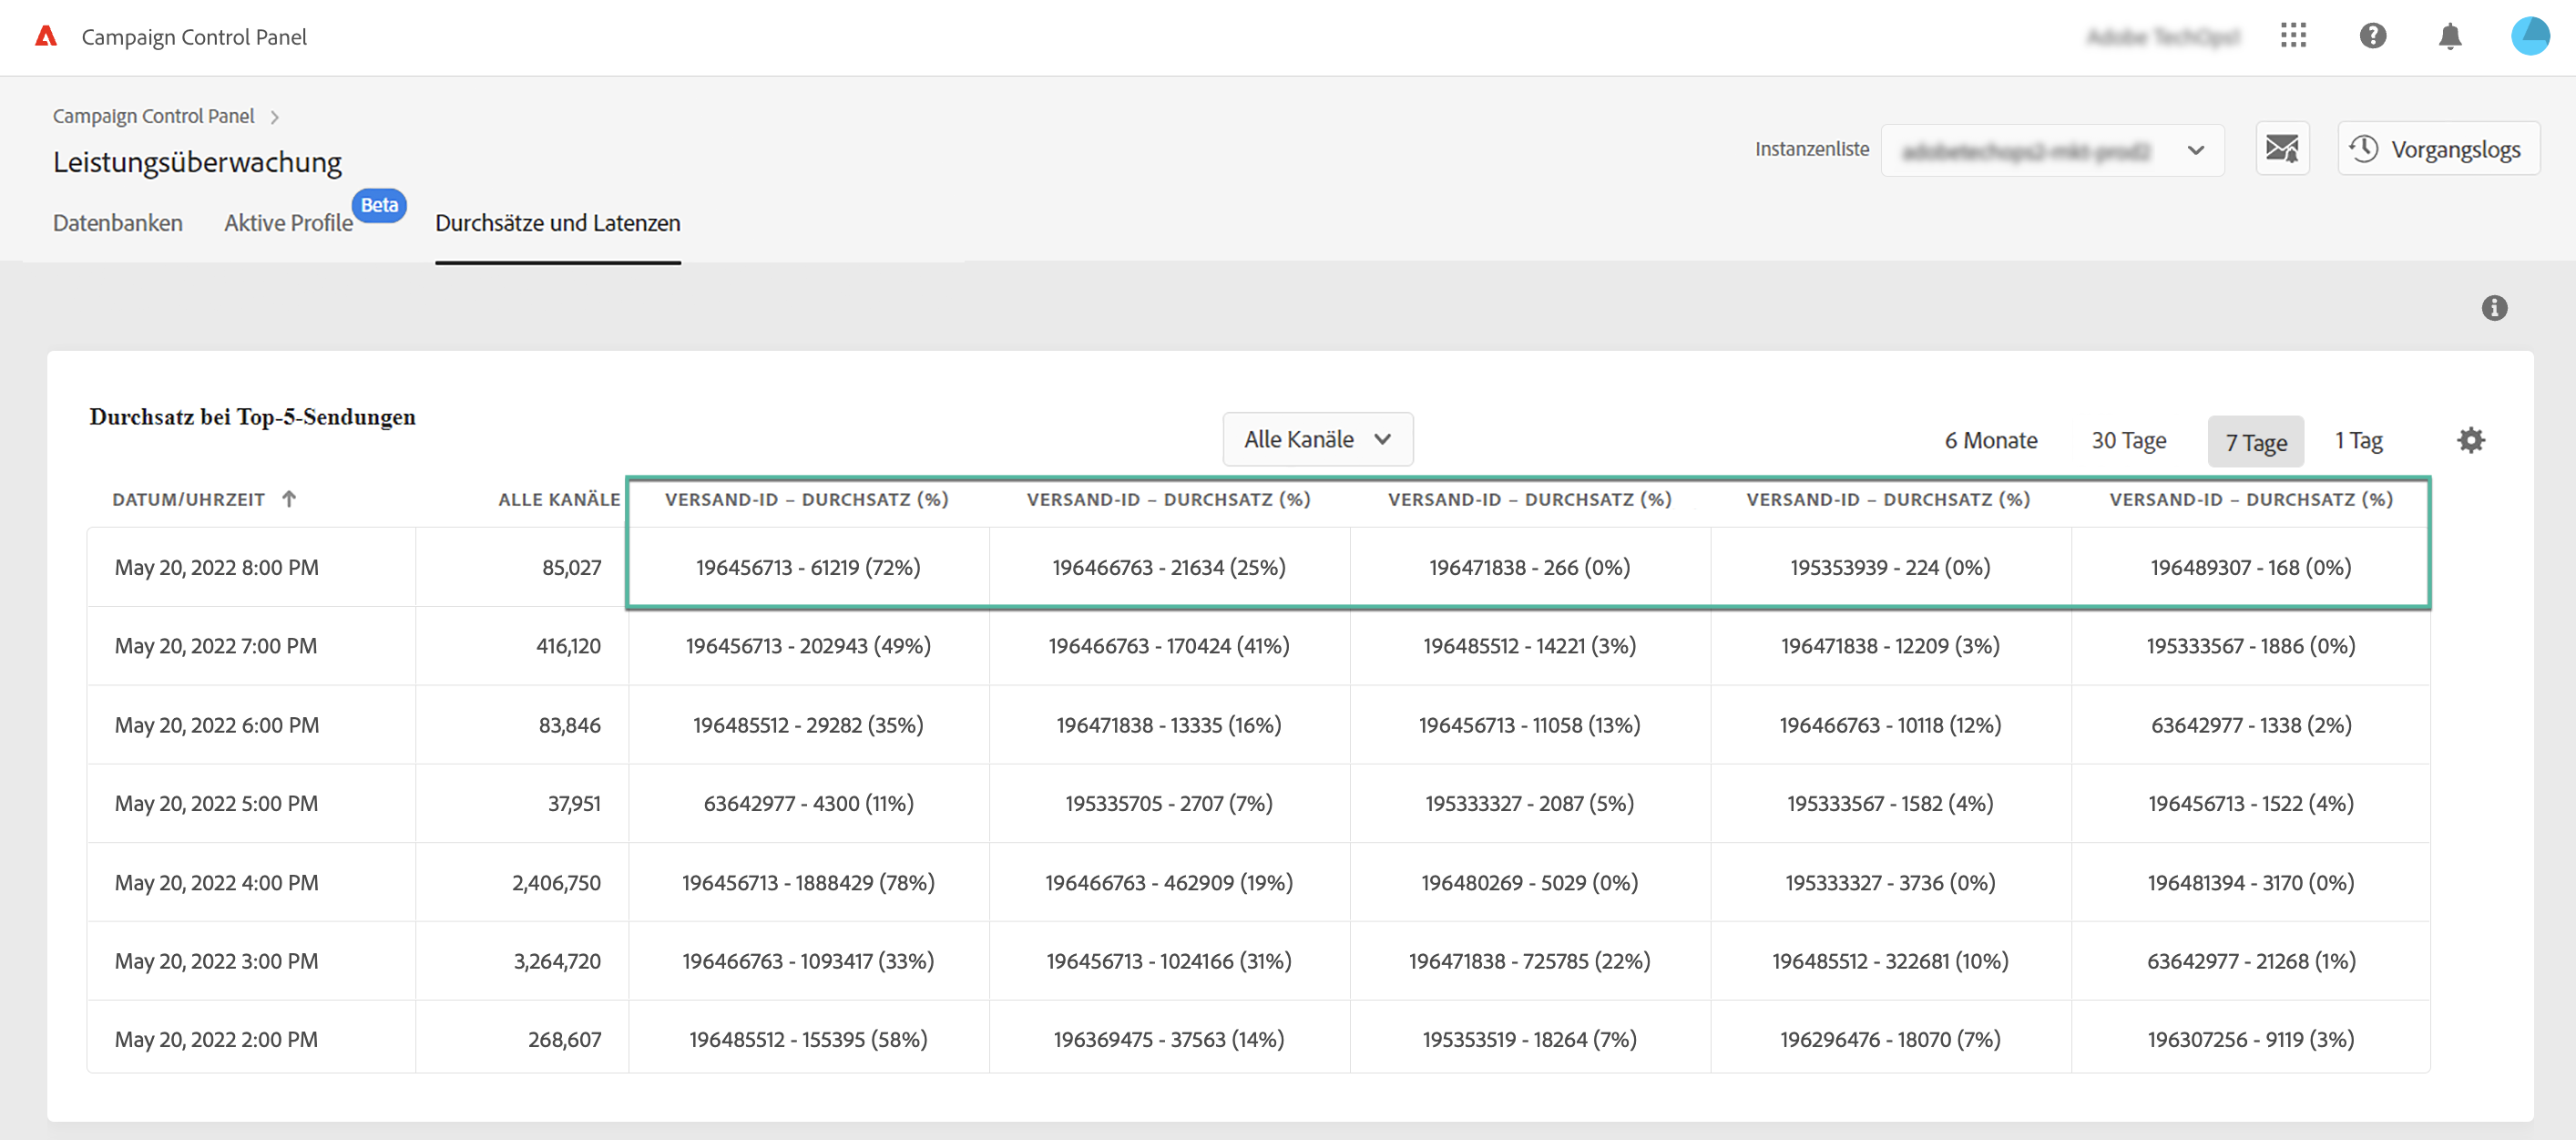 Campaign Control Panel
Campaign Control Panel
Leistungsüberwachung
Instanzenliste
Vorgangslogs
Datenbanken Aktive Profile Beta Durchsätze und Latenzen
Durchsatz bei Top-5-Sendungen
Alle Kanäle
6 Monate 30 Tage 7 Tage 1 Tag
DATUM/UHRZEIT ALLE KANÄLE VERSAND-ID – DURCHSATZ (%) VERSAND-ID – DURCHSATZ (%) VERSAND-ID – DURCHSATZ (%) VERSAND-ID – DURCHSATZ (%) VERSAND-ID – DURCHSATZ (%)
May 20, 2022 8:00 PM 85,027 196456713 - 61219 (72%) 196466763 - 21634 (25%) 196471838 - 266 (0%) 195353939 - 224 (0%) 196489307 - 168 (0%)
May 20, 2022 7:00 PM 416,120 196456713 - 202943 (49%) 196466763 - 170424 (41%) 196485512 - 14221 (3%) 196471838 - 12209 (3%) 195333567 - 1886 (0%)
May 20, 2022 6:00 PM 83,846 196485512 - 29282 (35%) 196471838 - 13335 (16%) 196456713 - 11058 (13%) 196466763 - 10118 (12%) 63642977 - 1338 (2%)
May 20, 2022 5:00 PM 37,951 63642977 - 4300 (11%) 195335705 - 2707 (7%) 195333327 - 2087 (5%) 195333567 - 1582 (4%) 196456713 - 1522 (4%)
May 20, 2022 4:00 PM 2,406,750 196456713 - 1888429 (78%) 196466763 - 462909 (19%) 196480269 - 5029 (0%) 195333327 - 3736 (0%) 196481394 - 3170 (0%)
May 20, 2022 3:00 PM 3,264,720 196466763 - 1093417 (33%) 196456713 - 1024166 (31%) 196471838 - 725785 (22%) 196485512 - 322681 (10%) 63642977 - 21268 (1%)
May 20, 2022 2:00 PM 268,607 196485512 - 155395 (58%) 196369475 - 37563 (14%) 195353519 - 18264 (7%) 196296476 - 18070 (7%) 196307256 - 9119 (3%)